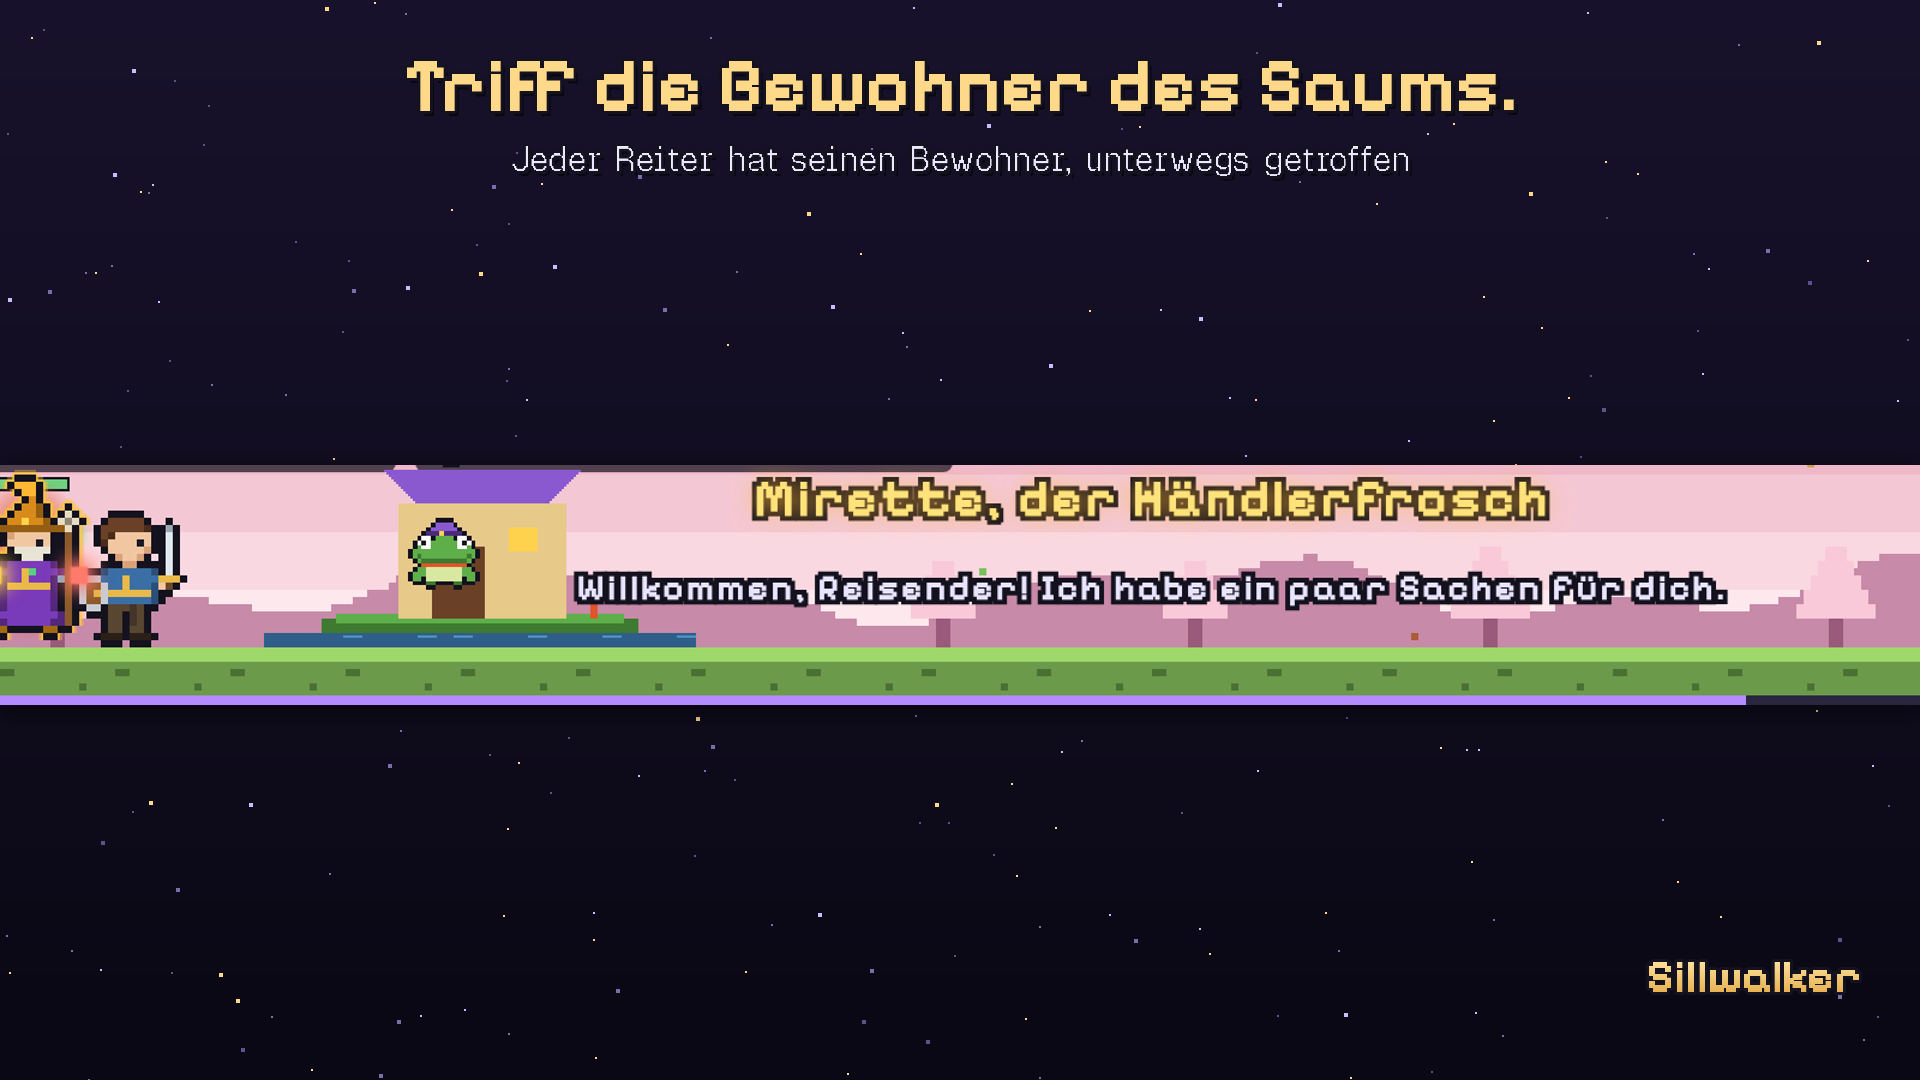 Triff die Bewohner des Saums.
Jeder Reiter hat seinen Bewohner, unterwegs getroffen
Mirette, der Händlerfrosch
Willkommen, Reisender! Ich habe ein paar Sachen für dich.
Sillwalker